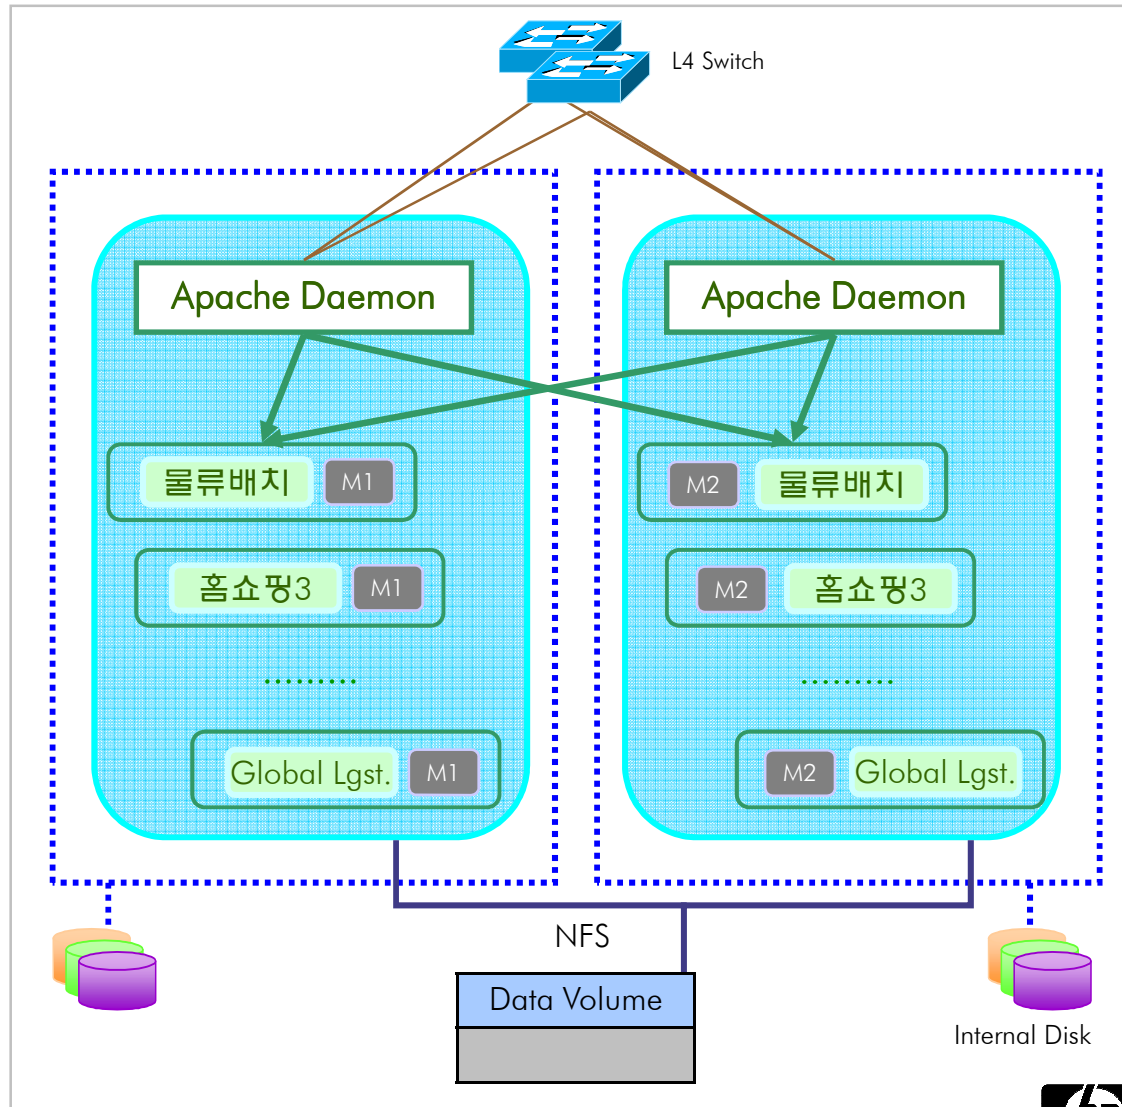 L4 Switch
Apache Daemon
Apache Daemon
물류배치 M1
M2 물류배치
홈쇼핑3 M1
M2 홈쇼핑3
.........
.........
Global Lgst. M1
M2 Global Lgst.
NFS
Data Volume
Internal Disk